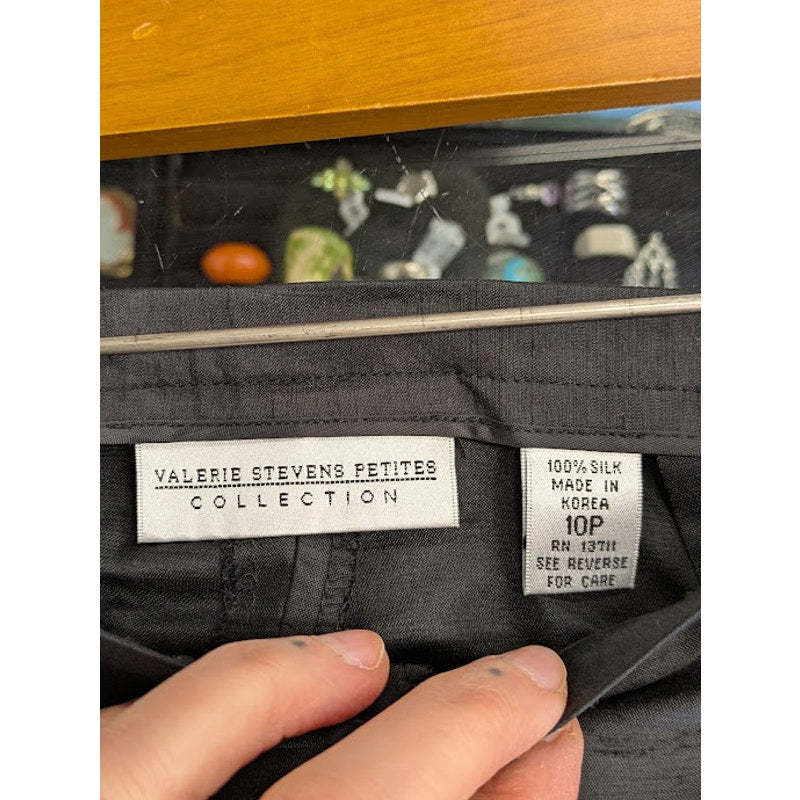 VALERIE STEVENS PETITES
COLLECTION
100% SILK
MADE IN
KOREA
10P
RN 13711
SEE REVERSE
FOR CARE